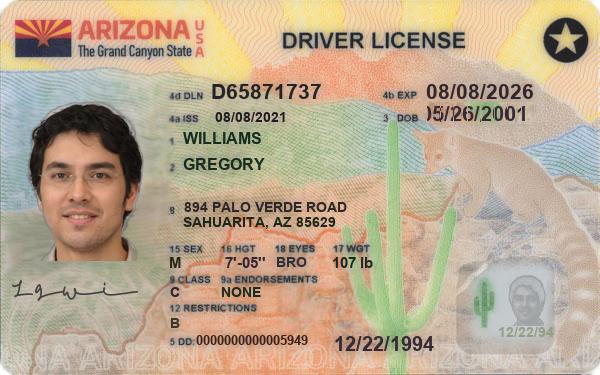 ARIZONA USA
The Grand Canyon State
DRIVER LICENSE
4d DLN D65871737
4b EXP 08/08/2026
4a ISS 08/08/2021
3 DOB 05/26/2001
1 WILLIAMS
2 GREGORY
8 894 PALO VERDE ROAD
SAHUARITA, AZ 85629
15 SEX 16 HGT 18 EYES 17 WGT
M 7'-05" BRO 107 lb
9 CLASS 9a ENDORSEMENTS
C NONE
12 RESTRICTIONS
B
5 DD: 0000000000005949
12/22/1994
12/22/94
ARIZONA ARIZONA ARIZONA ARIZONA